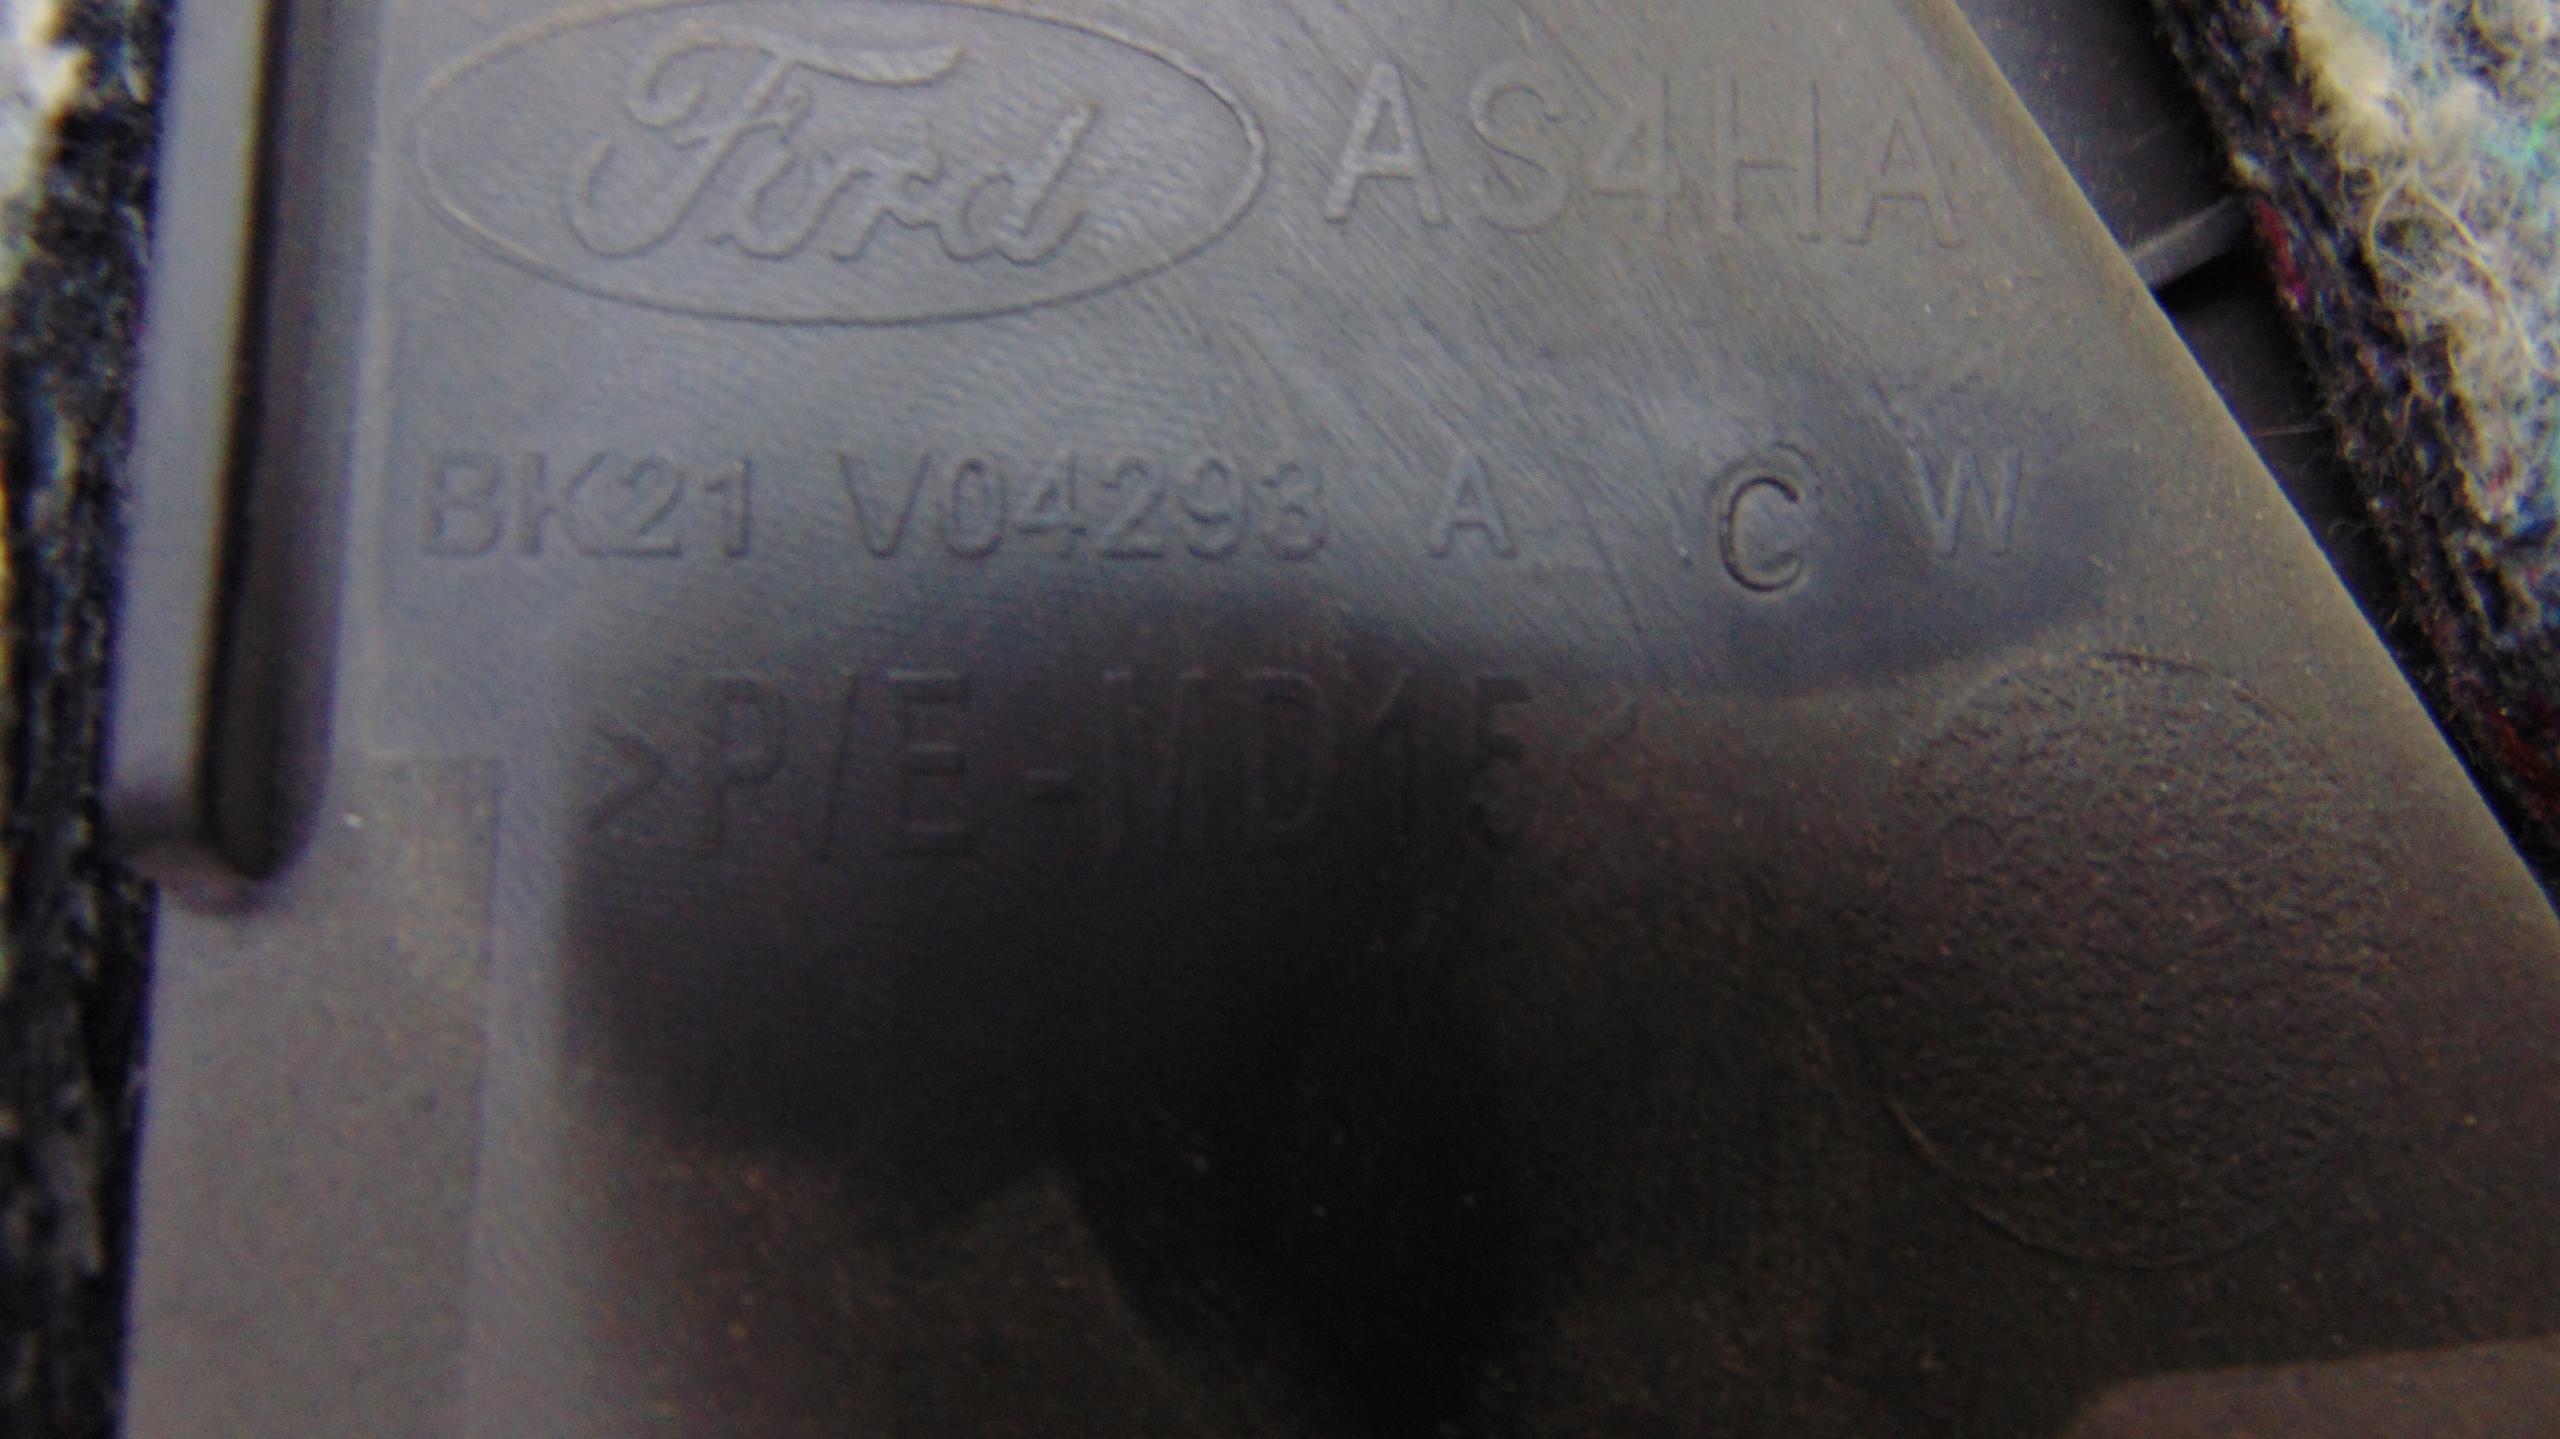 Ford AS4HA
BK21 V04293 A C W
>P/E-MD15<